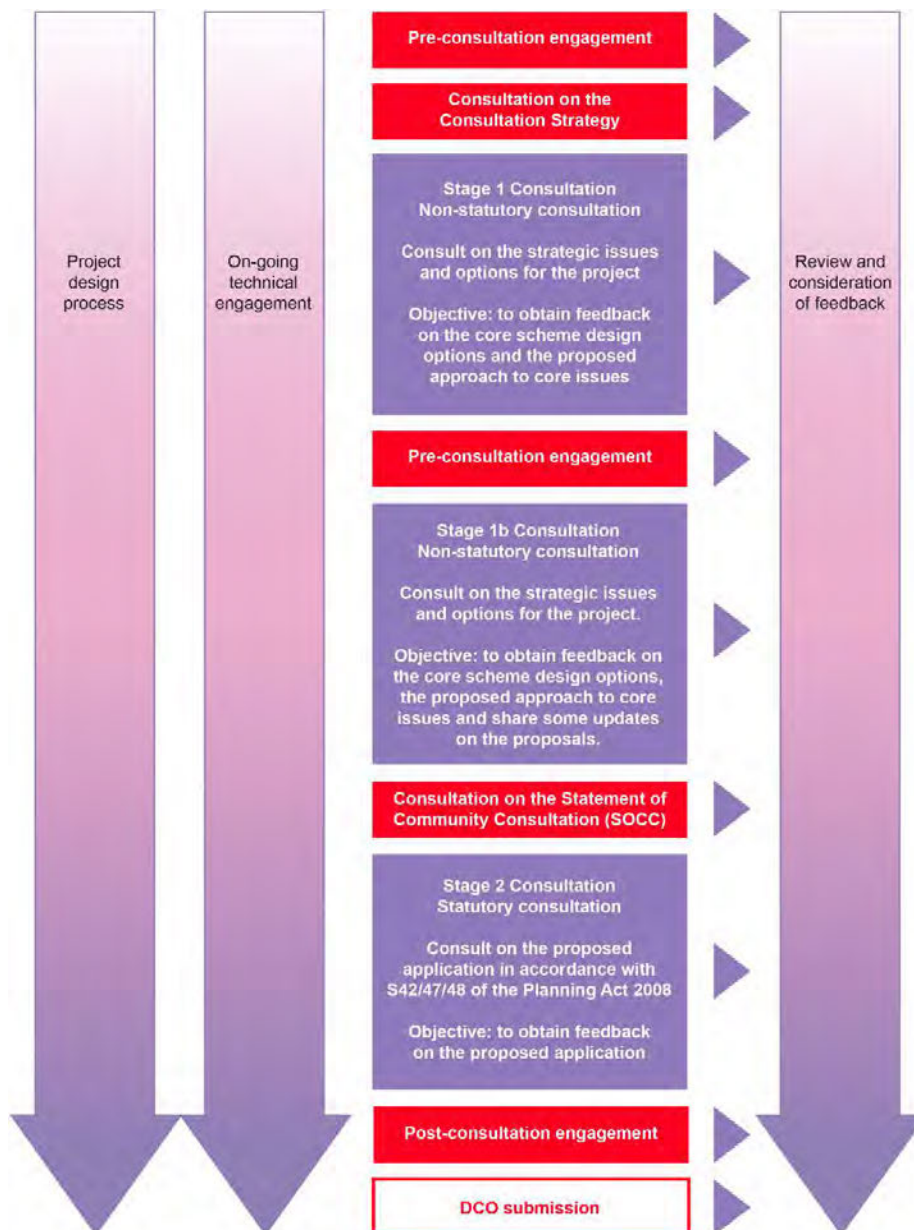 Pre-consultation engagement
Consultation on the
Consultation Strategy
Stage 1 Consultation
Non-statutory consultation
Consult on the strategic issues
and options for the project
Objective: to obtain feedback
on the core scheme design
options and the proposed
approach to core issues
Project
design
process
On-going
technical
engagement
Review and
consideration
of feedback
Pre-consultation engagement
Stage 1b Consultation
Non-statutory consultation
Consult on the strategic issues
and options for the project.
Objective: to obtain feedback on
the core scheme design options,
the proposed approach to core
issues and share some updates
on the proposals.
Consultation on the Statement of
Community Consultation (SOCC)
Stage 2 Consultation
Statutory consultation
Consult on the proposed
application in accordance with
S42/47/48 of the Planning Act 2008
Objective: to obtain feedback
on the proposed application
Post-consultation engagement
DCO submission